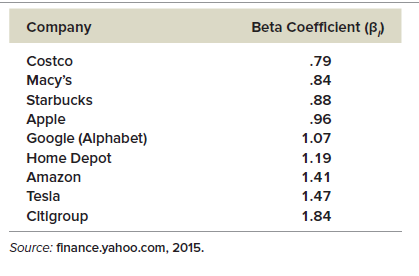 Company Beta Coefficient (βᵢ)
Costco .79
Macy's .84
Starbucks .88
Apple .96
Google (Alphabet) 1.07
Home Depot 1.19
Amazon 1.41
Tesla 1.47
Citigroup 1.84
Source: finance.yahoo.com, 2015.